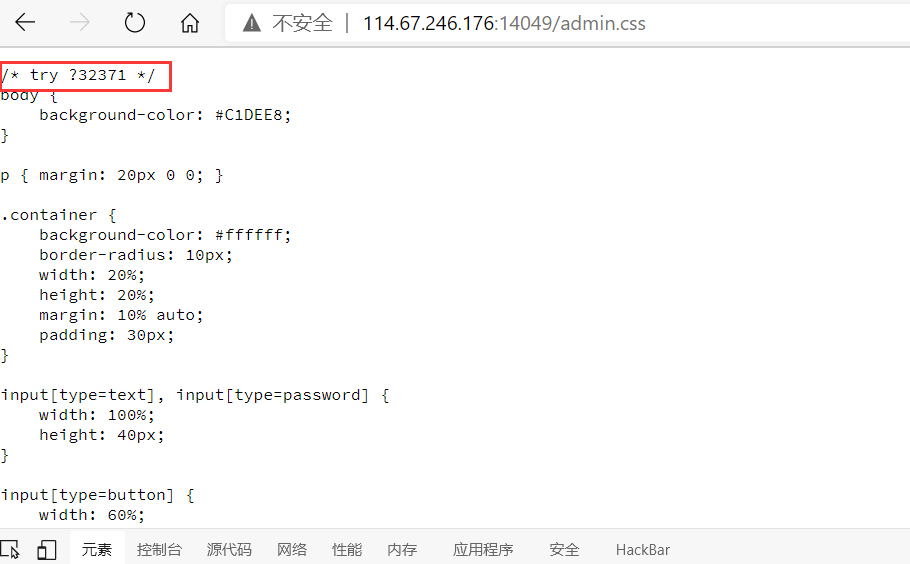 不安全 | 114.67.246.176:14049/admin.css
/* try ?32371 */
body {
    background-color: #C1DEE8;
}
p { margin: 20px 0 0; }
.container {
    background-color: #ffffff;
    border-radius: 10px;
    width: 20%;
    height: 20%;
    margin: 10% auto;
    padding: 30px;
}
input[type=text], input[type=password] {
    width: 100%;
    height: 40px;
}
input[type=button] {
    width: 60%;
元素 控制台 源代码 网络 性能 内存 应用程序 安全 HackBar